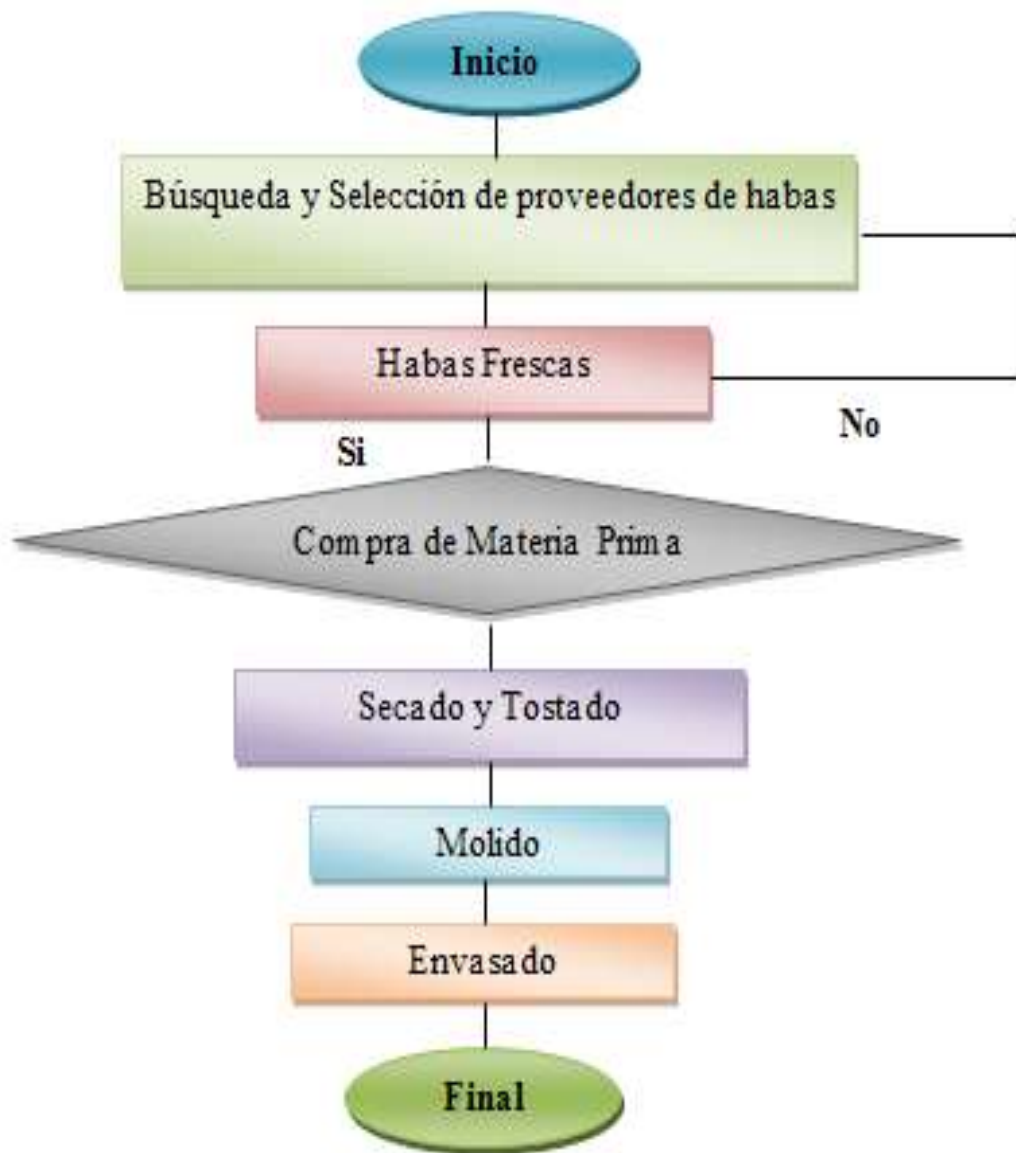 Inicio
Búsqueda y Selección de proveedores de habas
Habas Frescas
Si
No
Compra de Materia Prima
Secado y Tostado
Molido
Envasado
Final